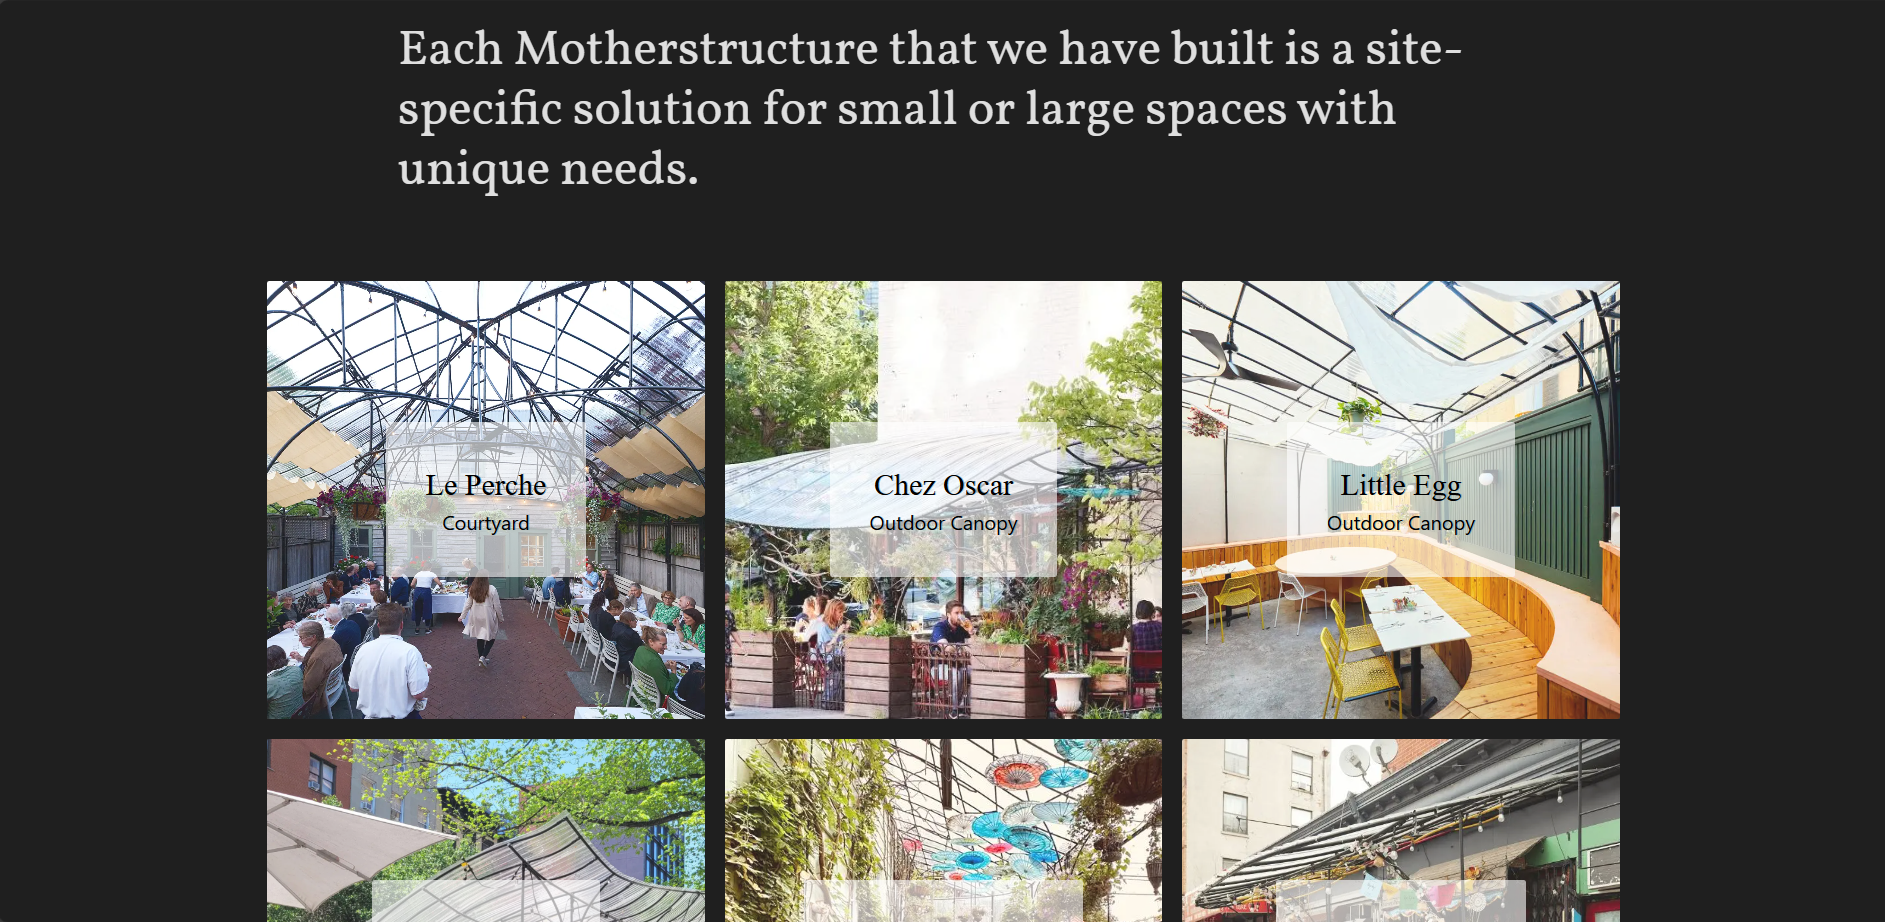 Each Motherstructure that we have built is a site-
specific solution for small or large spaces with
unique needs.
Le Perche
Courtyard
Chez Oscar
Outdoor Canopy
Little Egg
Outdoor Canopy